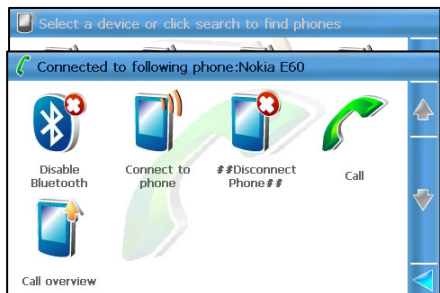 Select a device or click search to find phones
Connected to following phone:Nokia E60
Disable
Bluetooth
Connect to
phone
##Disconnect
Phone##
Call
Call overview